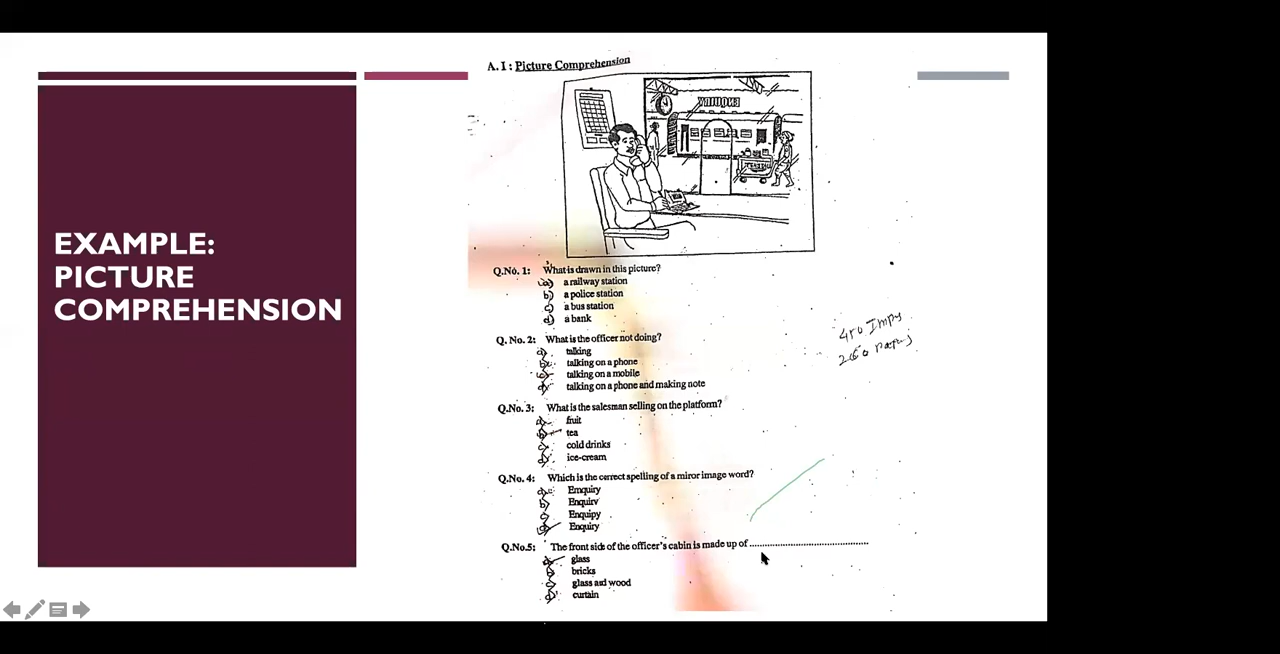 EXAMPLE:
PICTURE
COMPREHENSION
A. I : Picture Comprehension
ENQUIRY
Q.No. 1: What is drawn in this picture?
(a) a railway station
b) a police station
c) a bus station
d) a bank
Q. No. 2: What is the officer not doing?
a) talking
b) talking on a phone
c) talking on a mobile
d) talking on a phone and making note
Q.No. 3: What is the salesman selling on the platform?
a) fruit
b) tea
c) cold drinks
d) ice-cream
Q.No. 4: Which is the correct spelling of a miror image word?
a) Emquiry
b) Enquirv
c) Enquipy
d) Enquiry
Q.No.5: The front side of the officer's cabin is made up of
a) glass
b) bricks
c) glass and wood
d) curtain